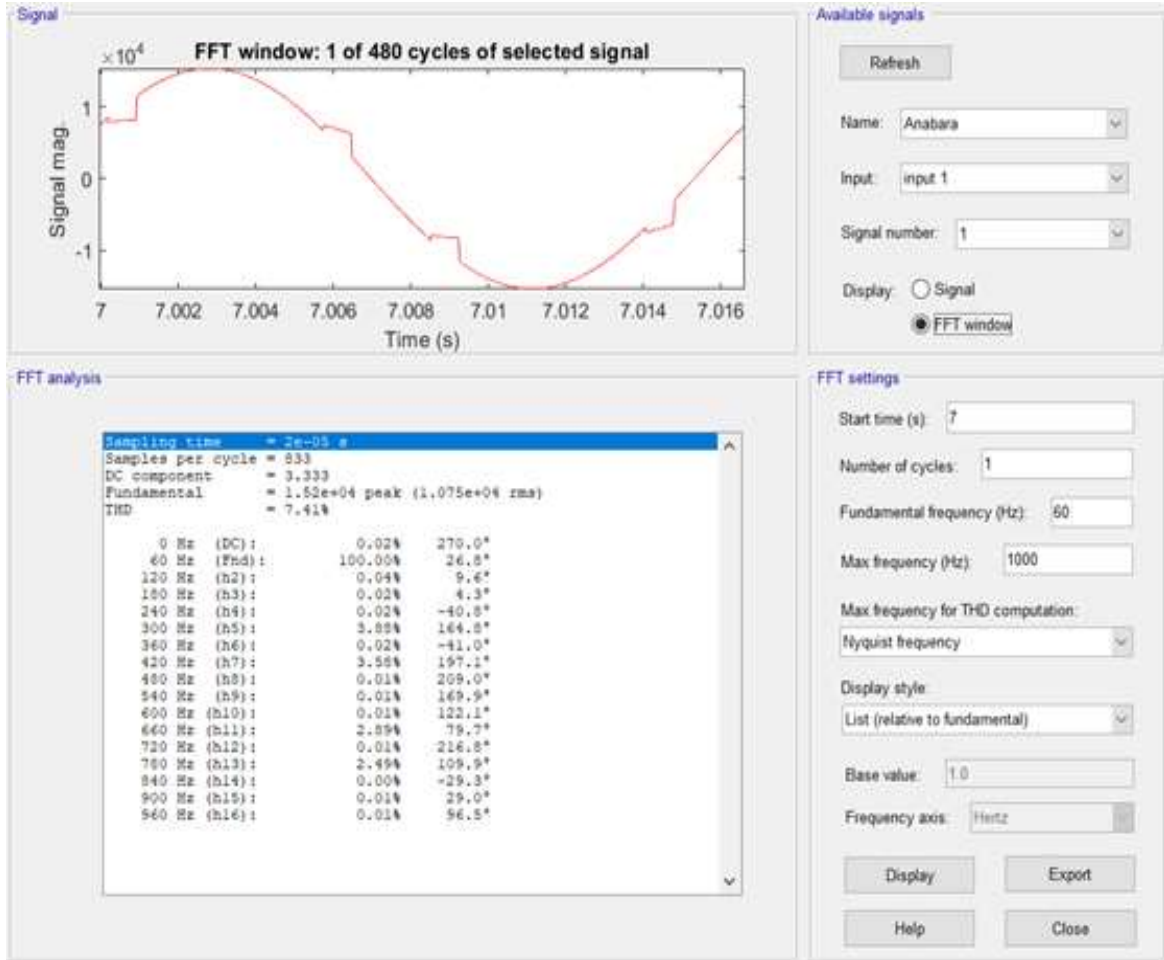 Signal
FFT window: 1 of 480 cycles of selected signal
×10^4
1
0
-1
Signal mag.
7 7.002 7.004 7.006 7.008 7.01 7.012 7.014 7.016
Time (s)
Available signals
Refresh
Name: Anabara
Input: input 1
Signal number: 1
Display: Signal
FFT window
FFT analysis
Sampling time = 2e-05 s
Samples per cycle = 833
DC component = 3.333
Fundamental = 1.52e+04 peak (1.075e+04 rms)
THD = 7.41%
0 Hz (DC): 0.02% 270.0°
60 Hz (Fnd): 100.00% 26.8°
120 Hz (h2): 0.04% 9.6°
180 Hz (h3): 0.02% 4.3°
240 Hz (h4): 0.02% -40.8°
300 Hz (h5): 3.88% 164.8°
360 Hz (h6): 0.02% -41.0°
420 Hz (h7): 3.58% 197.1°
480 Hz (h8): 0.01% 209.0°
540 Hz (h9): 0.01% 169.9°
600 Hz (h10): 0.01% 122.1°
660 Hz (h11): 2.89% 79.7°
720 Hz (h12): 0.01% 216.8°
780 Hz (h13): 2.49% 109.9°
840 Hz (h14): 0.00% -29.3°
900 Hz (h15): 0.01% 29.0°
960 Hz (h16): 0.01% 96.5°
FFT settings
Start time (s): 7
Number of cycles: 1
Fundamental frequency (Hz): 60
Max frequency (Hz): 1000
Max frequency for THD computation:
Nyquist frequency
Display style:
List (relative to fundamental)
Base value: 1.0
Frequency axis: Hertz
Display Export
Help Close